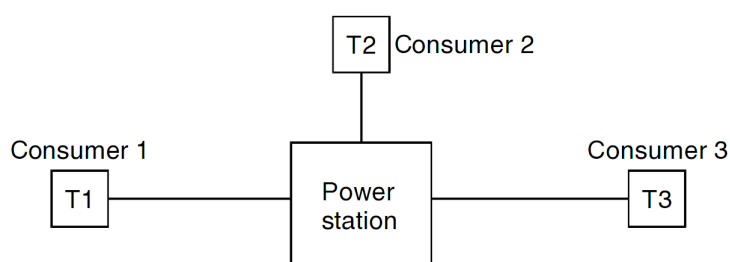 T2 Consumer 2
Consumer 1
Consumer 3
T1
Power
station
T3